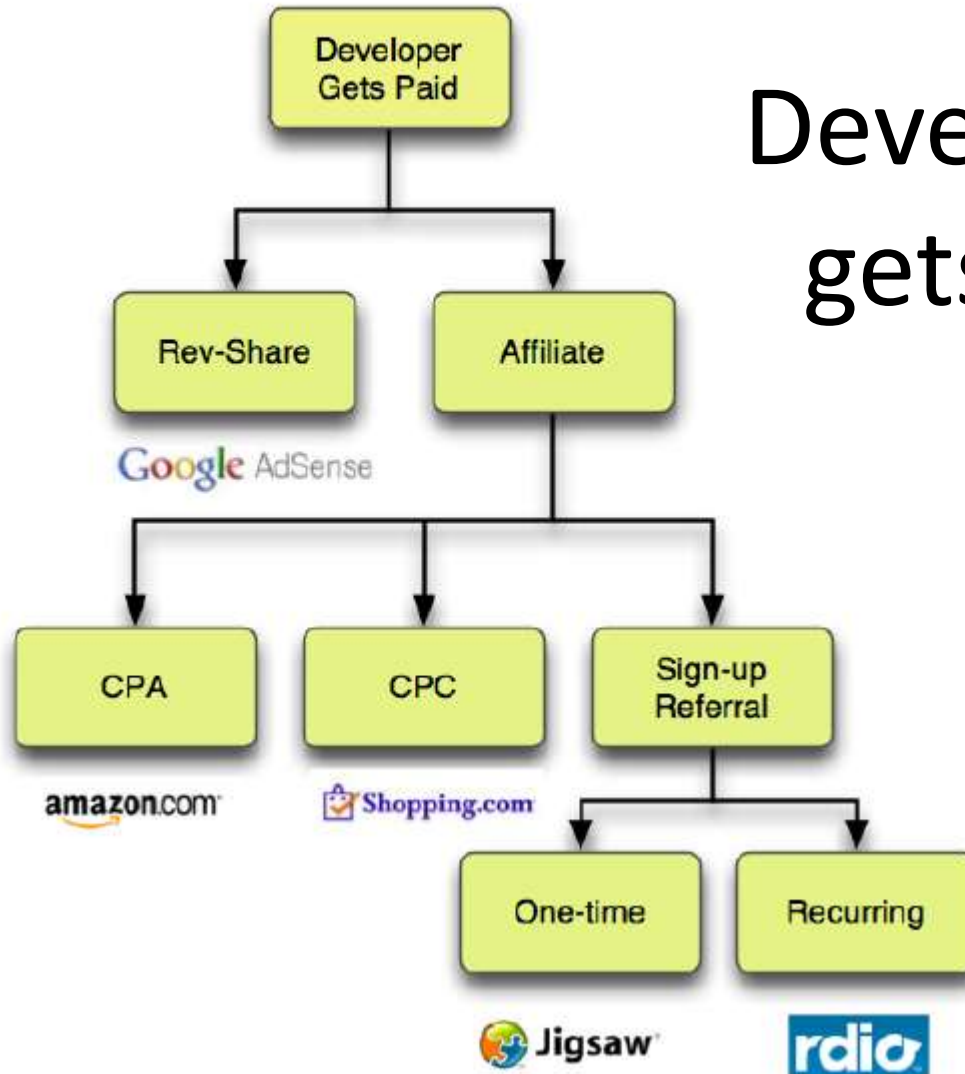 Developer
Gets Paid
gets
Rev-Share
Affiliate
Google AdSense
CPA
CPC
Sign-up
Referral
amazon.com
Shopping.com
One-time
Recurring
Jigsaw
rdio